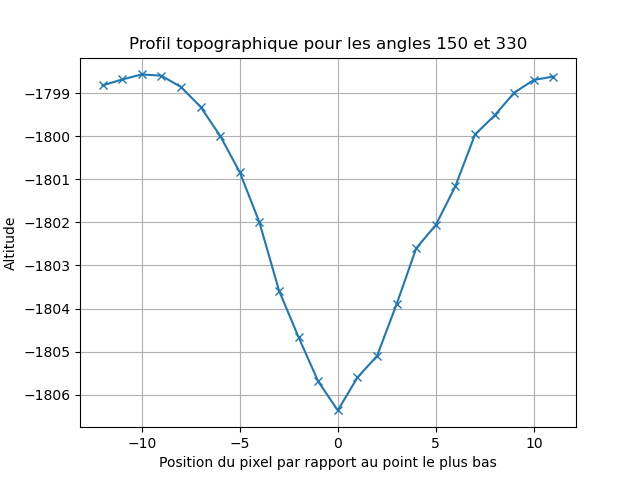 Profil topographique pour les angles 150 et 330
Altitude
−1799
−1800
−1801
−1802
−1803
−1804
−1805
−1806
−10 −5 0 5 10
Position du pixel par rapport au point le plus bas